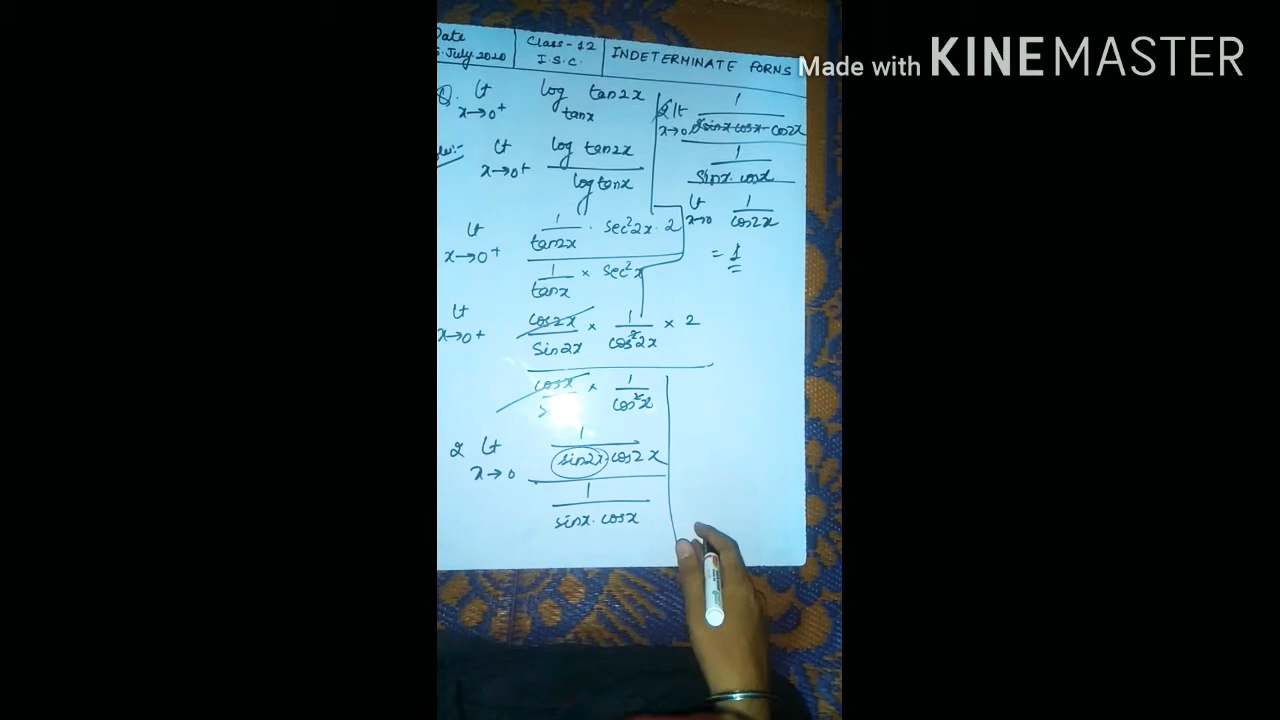 Made with KINEMASTER
Date
July 2020
Class - 12
I.S.C.
INDETERMINATE FORMS
Lt x→0+ log tan2x
tanx
Lt x→0+ log tan2x
log tanx
Lt x→0+ 1/tan2x · sec²2x · 2
1/tanx × sec²x
Lt x→0+ cos2x/sin2x × 1/cos²2x × 2
cosx × 1/cos²x
2 Lt x→0 1/sin2x · cos2x
1/sinx · cosx
2 Lt x→0 1/2sinx cosx · cos2x
1/sinx · cosx
Lt x→0 1/cos2x
= 1